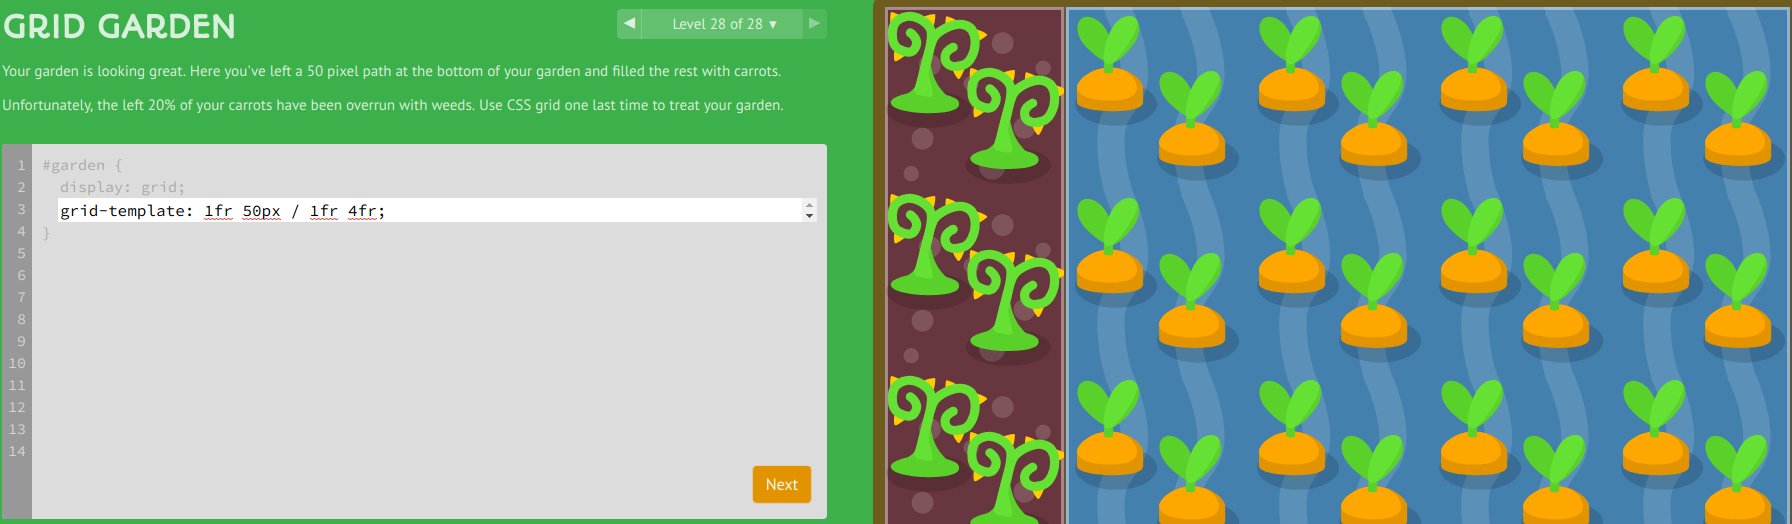 GRID GARDEN
◀ Level 28 of 28 ▼ ▶
Your garden is looking great. Here you've left a 50 pixel path at the bottom of your garden and filled the rest with carrots.
Unfortunately, the left 20% of your carrots have been overrun with weeds. Use CSS grid one last time to treat your garden.
1 #garden {
2 display: grid;
3 grid-template: 1fr 50px / 1fr 4fr;
4 }
5
6
7
8
9
10
11
12
13
14
Next